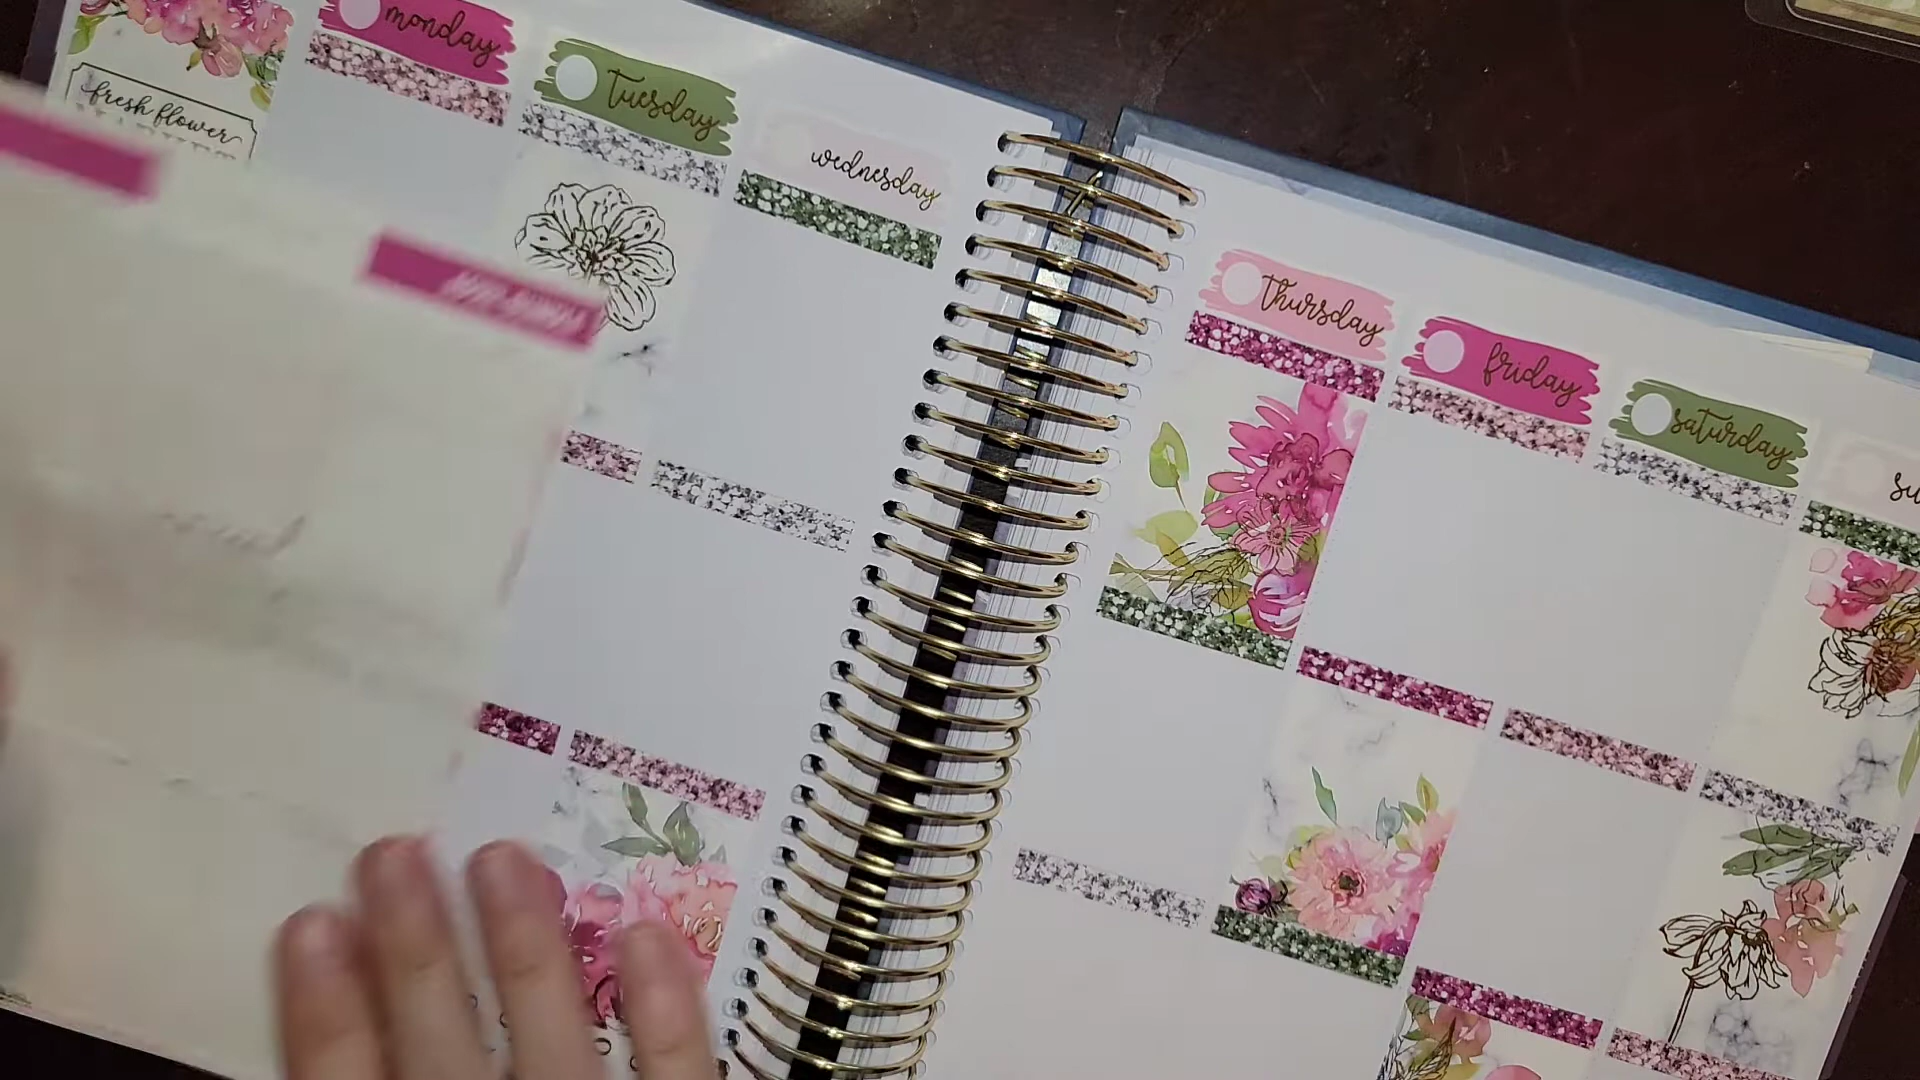 monday
Tuesday
wednesday
Thursday
friday
saturday
fresh flower